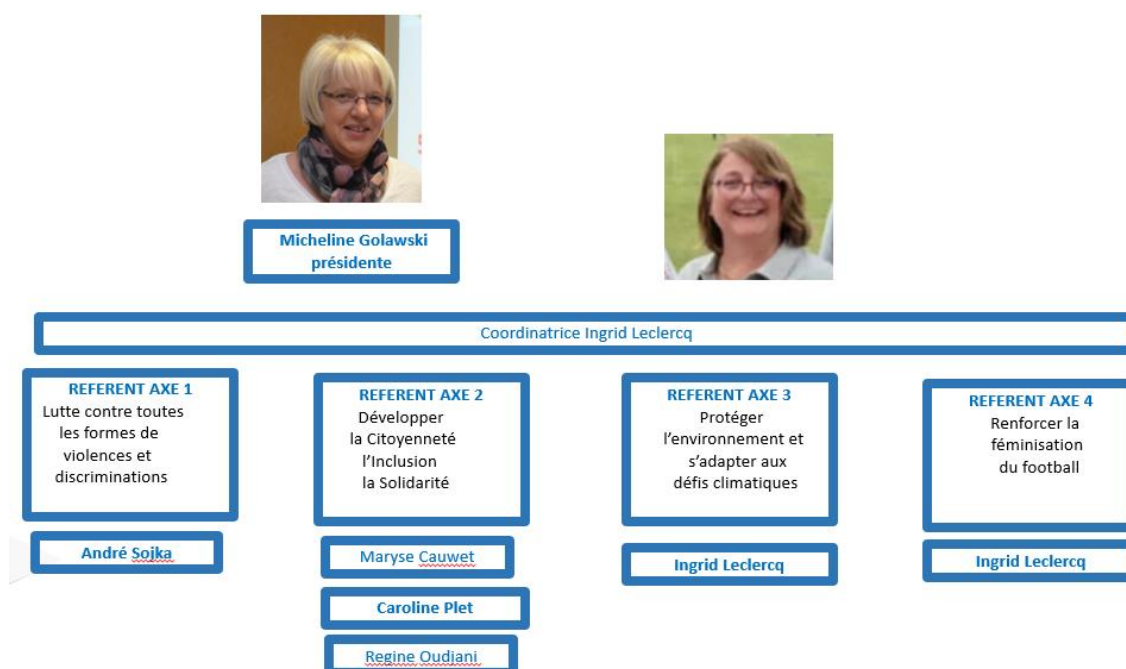 Micheline Golawski
présidente
Coordinatrice Ingrid Leclercq
REFERENT AXE 1
Lutte contre toutes
les formes de
violences et
discriminations
André Sojka
REFERENT AXE 2
Développer
la Citoyenneté
l’Inclusion
la Solidarité
Maryse Cauwet
Caroline Plet
Regine Oudjani
REFERENT AXE 3
Protéger
l’environnement et
s’adapter aux
défis climatiques
Ingrid Leclercq
REFERENT AXE 4
Renforcer la
féminisation
du football
Ingrid Leclercq